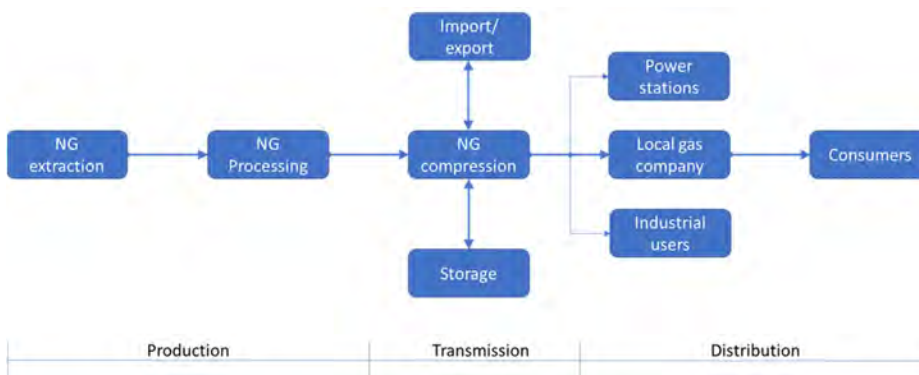 Import/
export
Power
stations
NG
extraction
NG
Processing
NG
compression
Local gas
company
Consumers
Industrial
users
Storage
Production
Transmission
Distribution